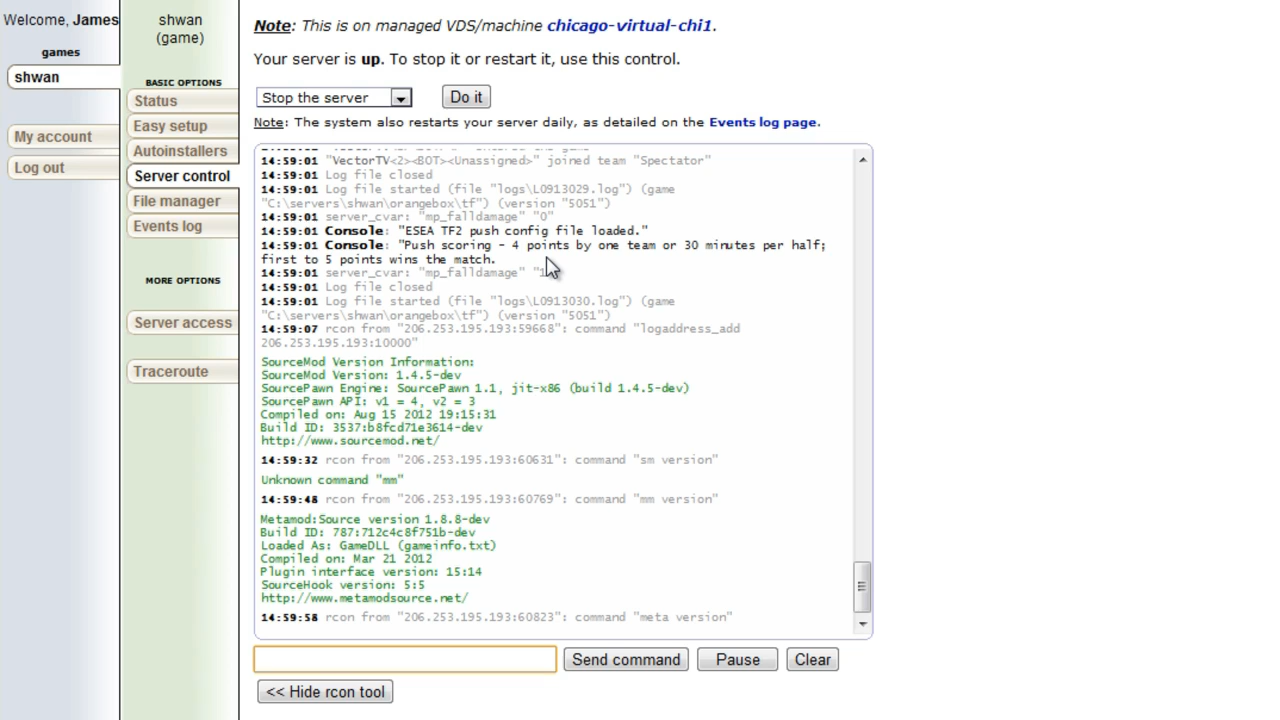 Welcome, James
games
shwan
My account
Log out
shwan
(game)
BASIC OPTIONS
Status
Easy setup
Autoinstallers
Server control
File manager
Events log
MORE OPTIONS
Server access
Traceroute
Note: This is on managed VDS/machine chicago-virtual-chi1.
Your server is up. To stop it or restart it, use this control.
Stop the server
Do it
Note: The system also restarts your server daily, as detailed on the Events log page.
14:59:01 "VectorTV<2><BOT><Unassigned>" joined team "Spectator"
14:59:01 Log file closed
14:59:01 Log file started (file "logs\L0913029.log") (game
"C:\servers\shwan\orangebox\tf") (version "5051")
14:59:01 server_cvar: "mp_falldamage" "0"
14:59:01 Console: "ESEA TF2 push config file loaded."
14:59:01 Console: "Push scoring - 4 points by one team or 30 minutes per half;
first to 5 points wins the match.
14:59:01 server_cvar: "mp_falldamage"
14:59:01 Log file closed
14:59:01 Log file started (file "logs\L0913030.log") (game
"C:\servers\shwan\orangebox\tf") (version "5051")
14:59:07 rcon from "206.253.195.193:59668": command "logaddress_add
206.253.195.193:10000"
SourceMod Version Information:
SourceMod Version: 1.4.5-dev
SourcePawn Engine: SourcePawn 1.1, jit-x86 (build 1.4.5-dev)
SourcePawn API: v1 = 4, v2 = 3
Compiled on: Aug 15 2012 19:15:31
Build ID: 3537:b8fcd71e3614-dev
http://www.sourcemod.net/
14:59:32 rcon from "206.253.195.193:60631": command "sm version"
Unknown command "mm"
14:59:48 rcon from "206.253.195.193:60769": command "mm version"
Metamod:Source version 1.8.8-dev
Build ID: 787:712c4c8f751b-dev
Loaded As: GameDLL (gameinfo.txt)
Compiled on: Mar 21 2012
Plugin interface version: 15:14
SourceHook version: 5:5
http://www.metamodsource.net/
14:59:58 rcon from "206.253.195.193:60823": command "meta version"
Send command
Pause
Clear
<< Hide rcon tool